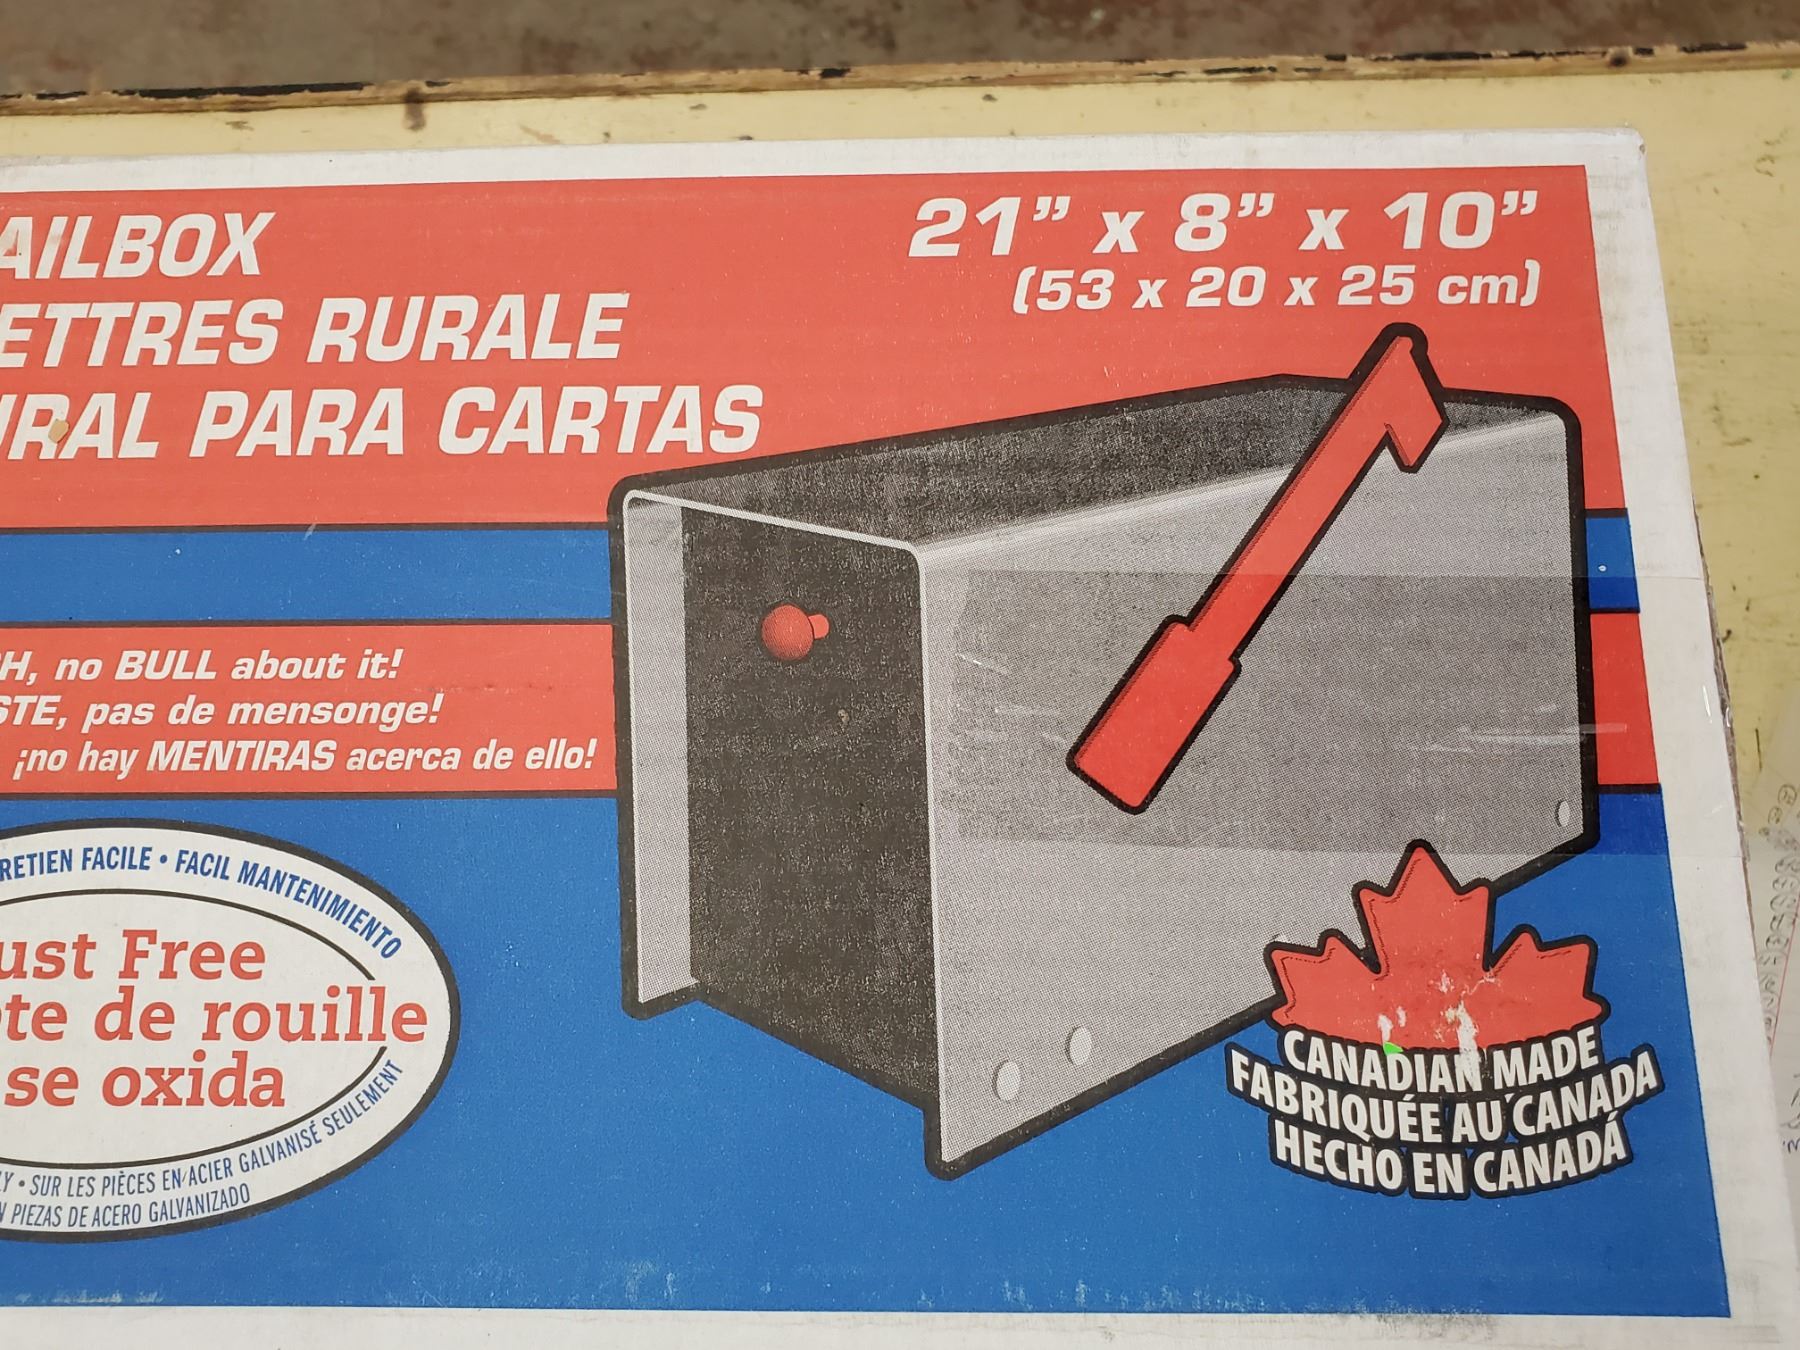 AILBOX
ETTRES RURALE
URAL PARA CARTAS
21” x 8” x 10”
(53 x 20 x 25 cm)
H, no BULL about it!
STE, pas de mensonge!
¡no hay MENTIRAS acerca de ello!
RETIEN FACILE • FACIL MANTENIMIENTO
ust Free
te de rouille
se oxida
LY • SUR LES PIÈCES EN ACIER GALVANISÉ SEULEMENT
N PIEZAS DE ACERO GALVANIZADO
CANADIAN MADE
FABRIQUÉE AU CANADA
HECHO EN CANADÁ